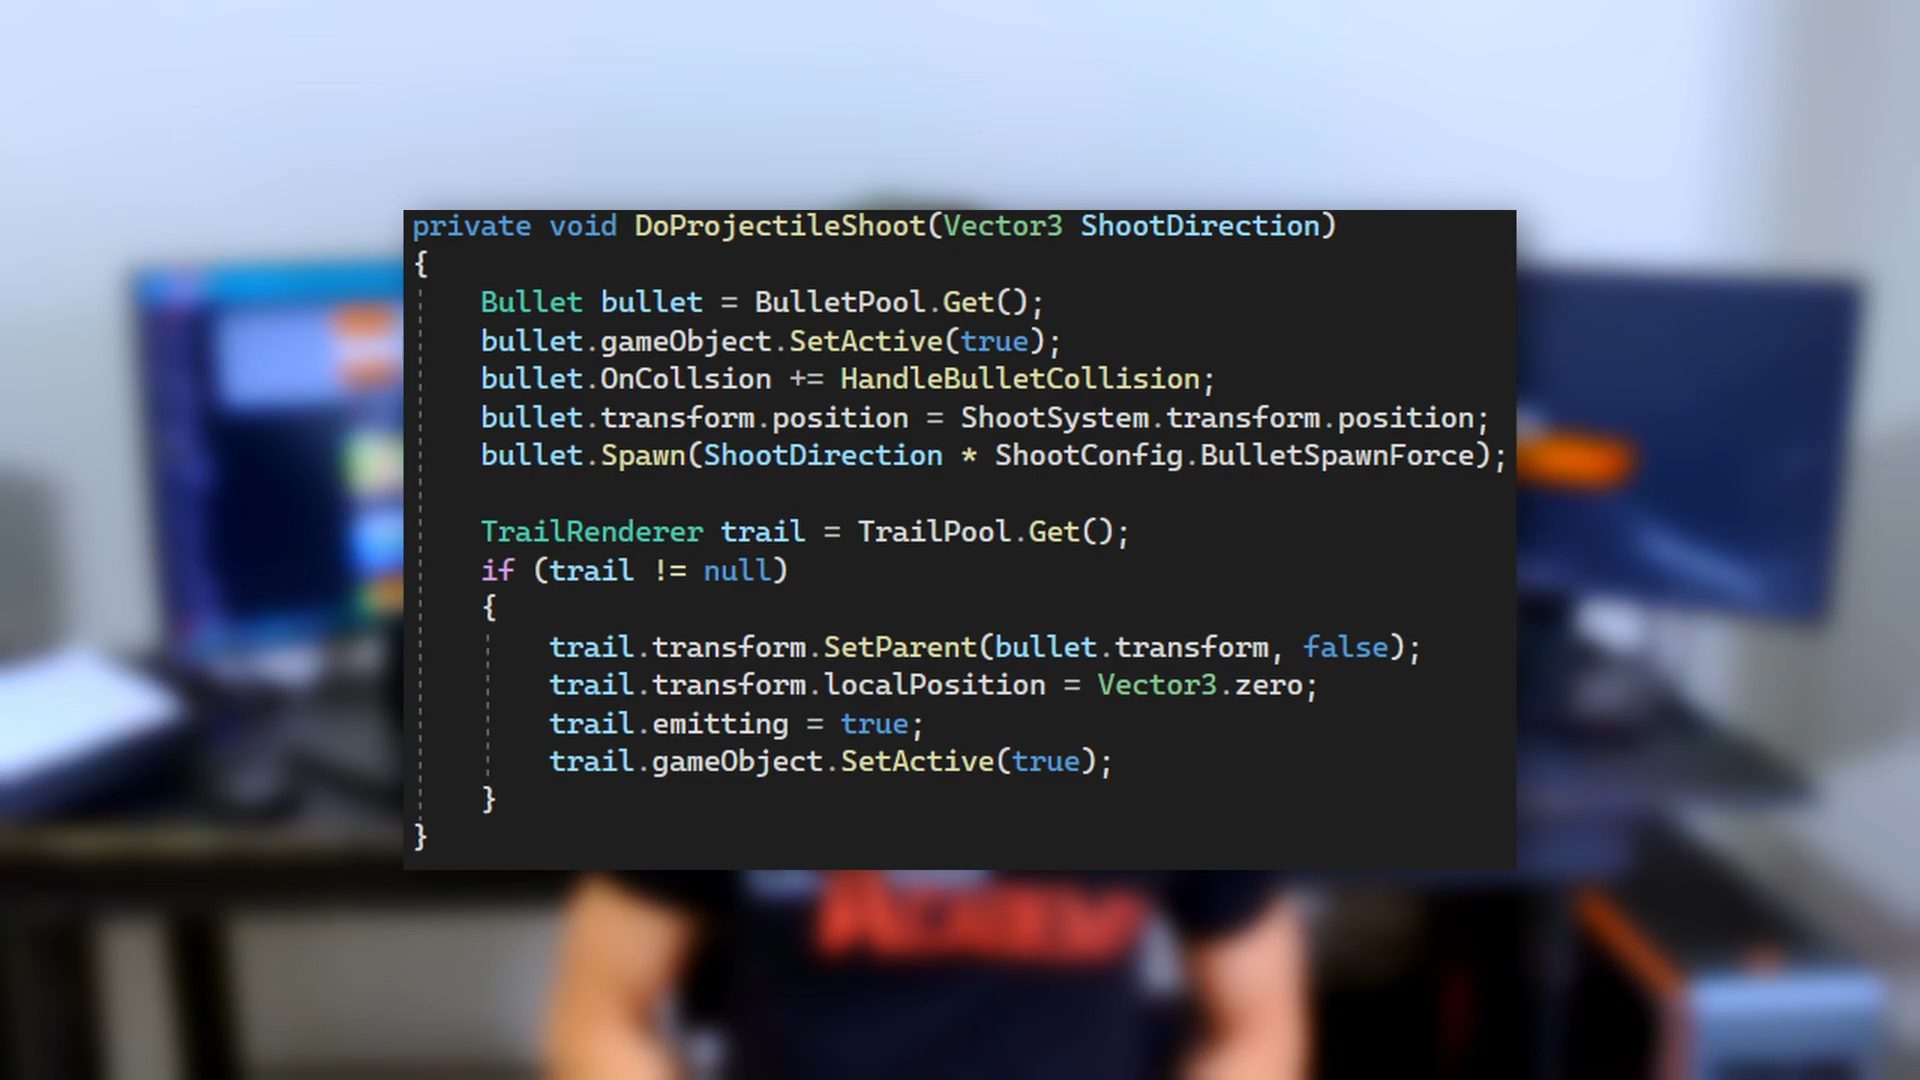 private void DoProjectileShoot(Vector3 ShootDirection)
{
    Bullet bullet = BulletPool.Get();
    bullet.gameObject.SetActive(true);
    bullet.OnCollsion += HandleBulletCollision;
    bullet.transform.position = ShootSystem.transform.position;
    bullet.Spawn(ShootDirection * ShootConfig.BulletSpawnForce);

    TrailRenderer trail = TrailPool.Get();
    if (trail != null)
    {
        trail.transform.SetParent(bullet.transform, false);
        trail.transform.localPosition = Vector3.zero;
        trail.emitting = true;
        trail.gameObject.SetActive(true);
    }
}
ACADEMY